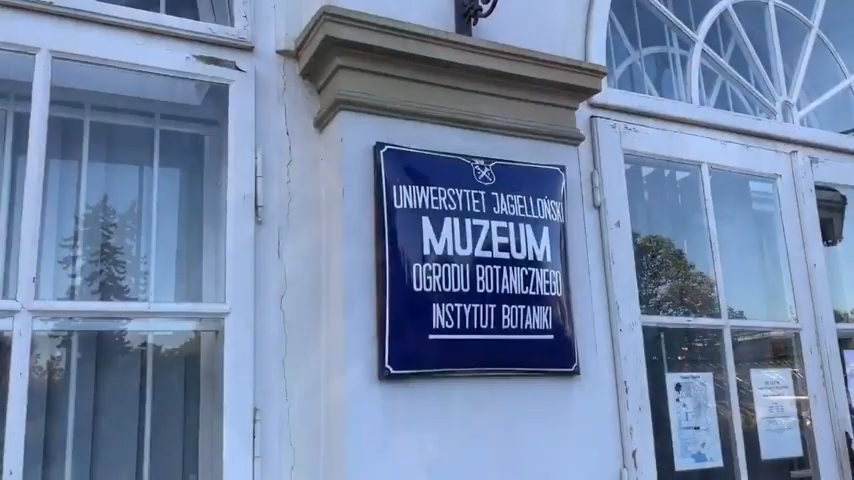 UNIWERSYTET JAGIELLOŃSKI
MUZEUM
OGRODU BOTANICZNEGO
INSTYTUT BOTANIKI